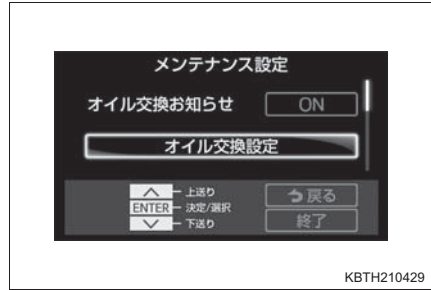 メンテナンス設定
オイル交換お知らせ ON
オイル交換設定
上送り
戻る
ENTER 決定/選択
下送り
終了
KBTH210429